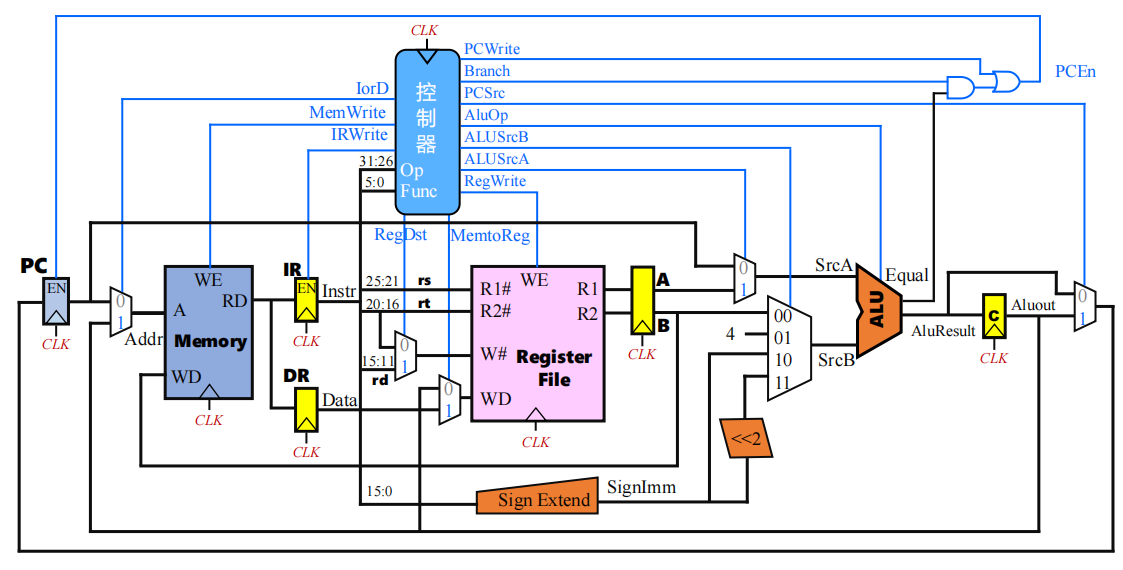 CLK
PCWrite
Branch
PCSrc
AluOp
ALUSrcB
ALUSrcA
RegWrite
PCEn
IorD
MemWrite
IRWrite
控
制
器
31:26
Op
5:0
Func
RegDst
MemtoReg
PC
EN
CLK
0
1
Addr
WE
RD
A
Memory
WD
CLK
IR
EN
Instr
CLK
DR
Data
CLK
25:21
rs
20:16
rt
0
1
15:11
rd
0
1
WE
R1#
R1
R2#
R2
W#
Register
File
WD
CLK
A
B
CLK
0
1
SrcA
00
4
01
10
11
SrcB
ALU
Equal
AluResult
C
CLK
Aluout
0
1
<<2
15:0
Sign Extend
SignImm